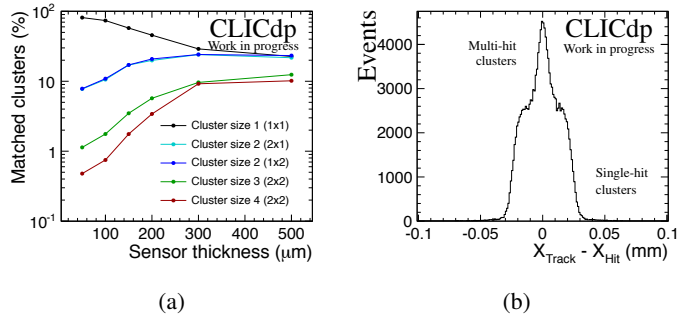 CLICdp
Work in progress
Matched clusters (%)
10²
10
1
10⁻¹
Cluster size 1 (1x1)
Cluster size 2 (2x1)
Cluster size 2 (1x2)
Cluster size 3 (2x2)
Cluster size 4 (2x2)
100 200 300 400 500
Sensor thickness (μm)
(a)
CLICdp
Work in progress
Events
Multi-hit
clusters
Single-hit
clusters
4000
3000
2000
1000
0
-0.1 -0.05 0 0.05 0.1
X_Track - X_Hit (mm)
(b)